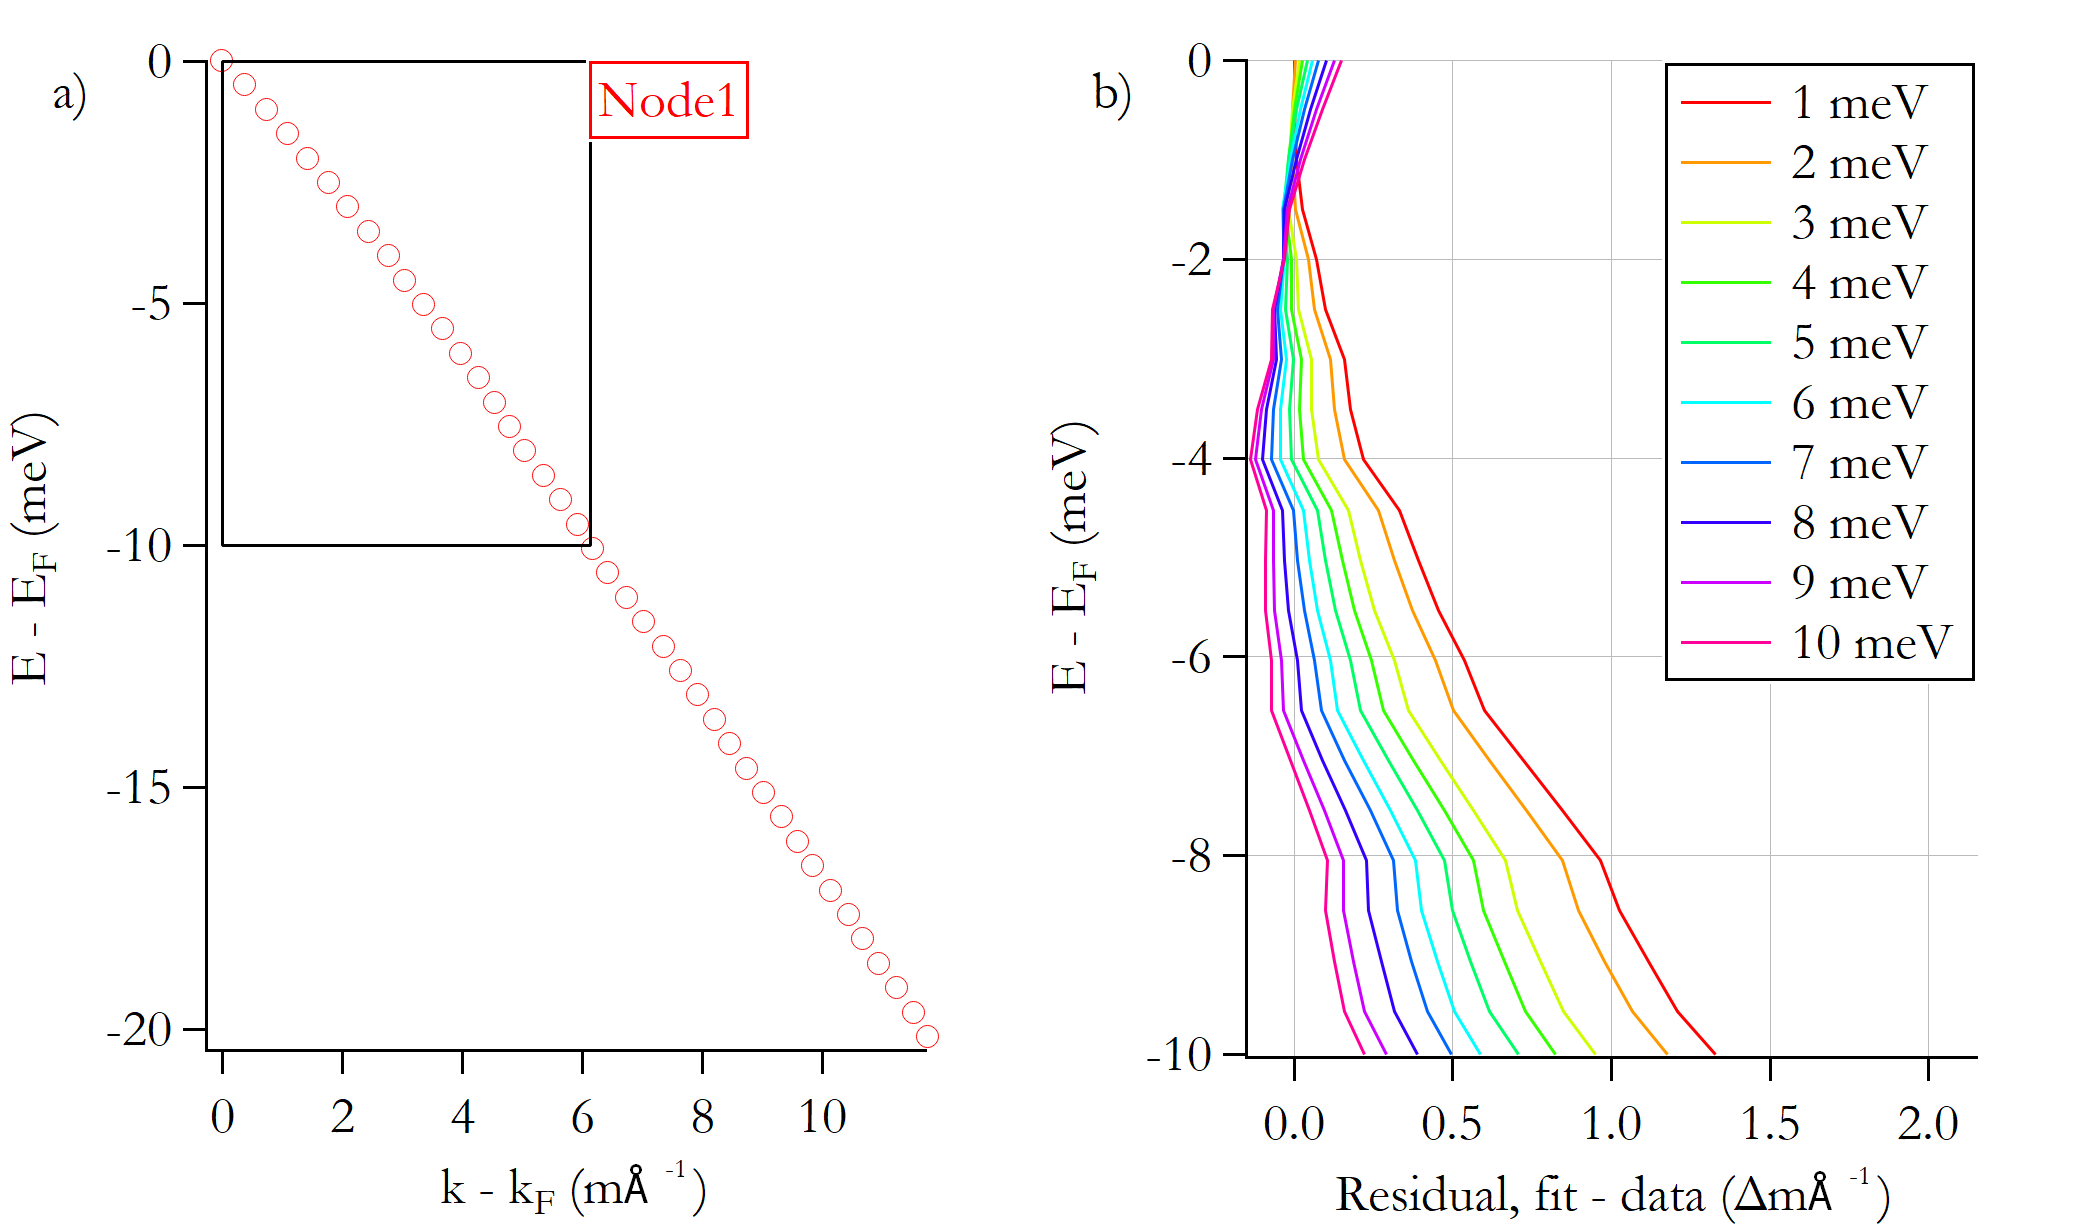 a)
Node1
0
-5
-10
-15
-20
E - E_F (meV)
0 2 4 6 8 10
k - k_F (mÅ⁻¹)
b)
0
-2
-4
-6
-8
-10
E - E_F (meV)
1 meV
2 meV
3 meV
4 meV
5 meV
6 meV
7 meV
8 meV
9 meV
10 meV
0.0 0.5 1.0 1.5 2.0
Residual, fit - data (ΔmÅ⁻¹)